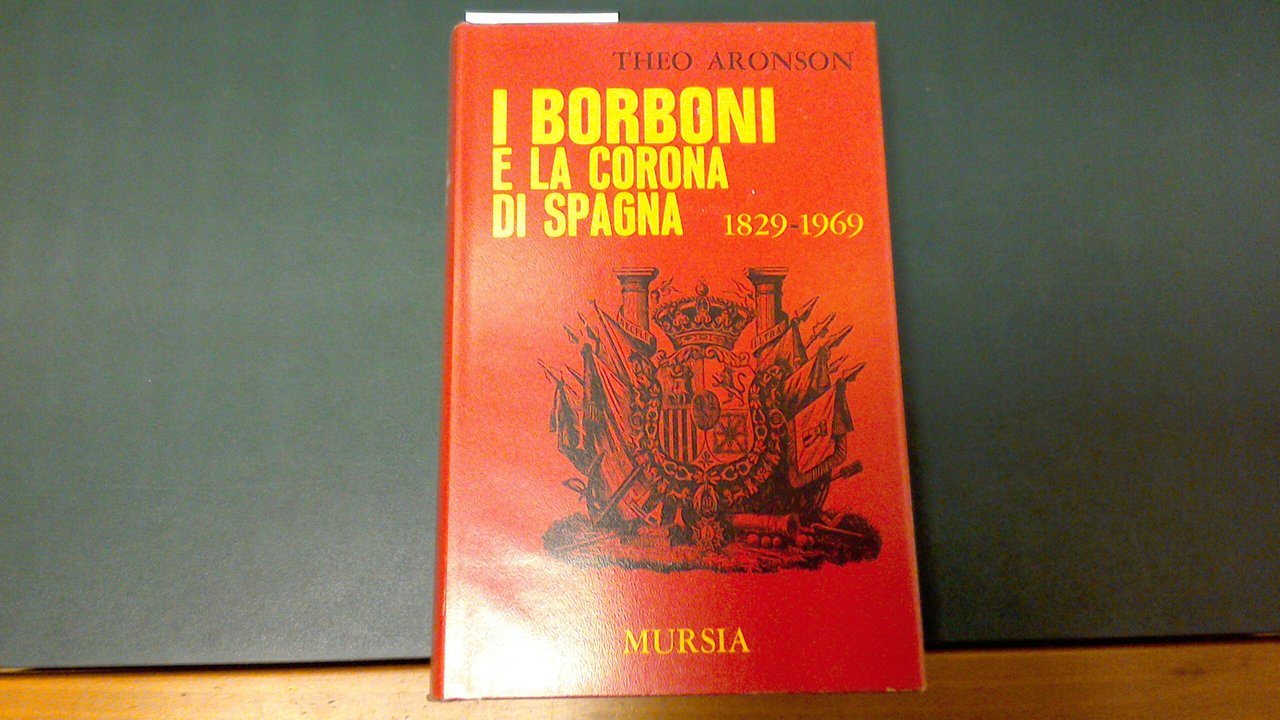 THEO ARONSON
I BORBONI
E LA CORONA
DI SPAGNA 1829-1969
MURSIA